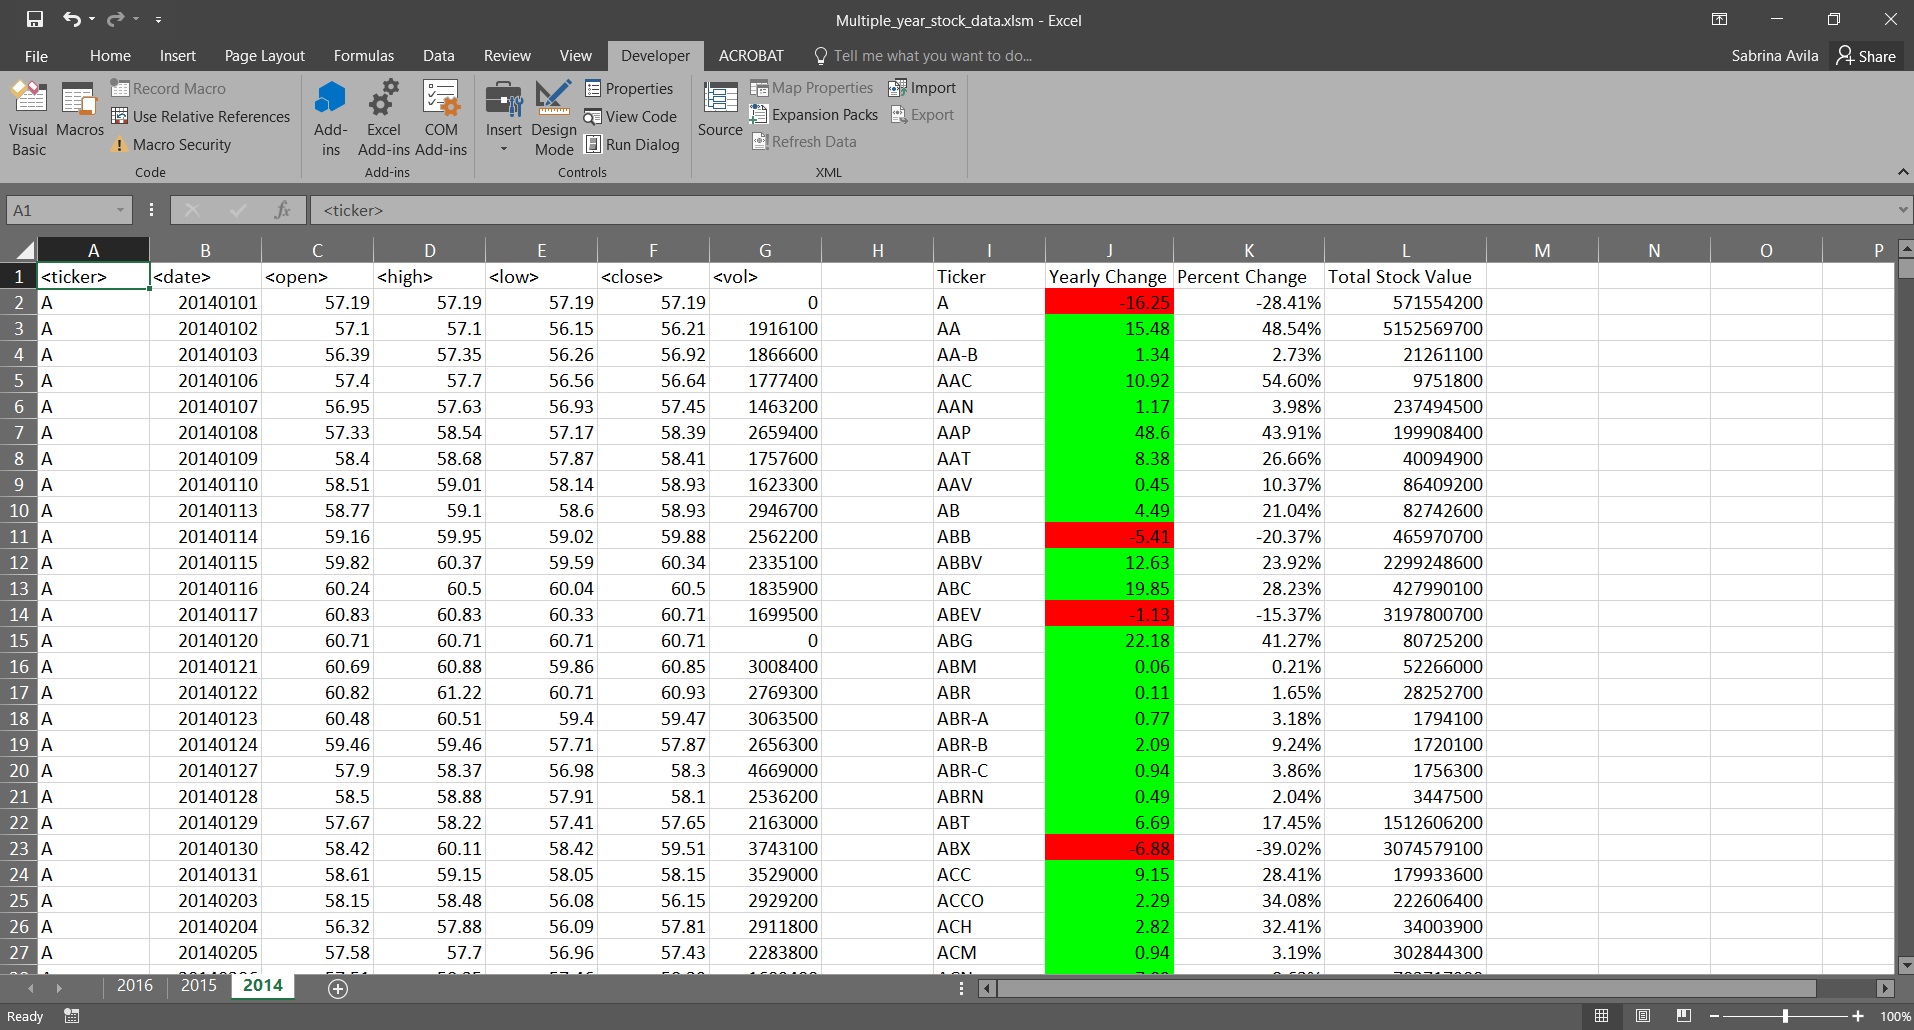 Multiple_year_stock_data.xlsm - Excel
File Home Insert Page Layout Formulas Data Review View Developer ACROBAT Tell me what you want to do... Sabrina Avila Share
Visual Basic
Macros
Record Macro
Use Relative References
Macro Security
Code
Add-ins
Excel Add-ins
COM Add-ins
Add-ins
Insert
Design Mode
Properties
View Code
Run Dialog
Controls
Source
Map Properties
Expansion Packs
Refresh Data
Import
Export
XML
A1 fx <ticker>
A B C D E F G H I J K L M N O P
1 <ticker> <date> <open> <high> <low> <close> <vol> Ticker Yearly Change Percent Change Total Stock Value
2 A 20140101 57.19 57.19 57.19 57.19 0 A -16.25 -28.41% 571554200
3 A 20140102 57.1 57.1 56.15 56.21 1916100 AA 15.48 48.54% 5152569700
4 A 20140103 56.39 57.35 56.26 56.92 1866600 AA-B 1.34 2.73% 21261100
5 A 20140106 57.4 57.7 56.56 56.64 1777400 AAC 10.92 54.60% 9751800
6 A 20140107 56.95 57.63 56.93 57.45 1463200 AAN 1.17 3.98% 237494500
7 A 20140108 57.33 58.54 57.17 58.39 2659400 AAP 48.6 43.91% 199908400
8 A 20140109 58.4 58.68 57.87 58.41 1757600 AAT 8.38 26.66% 40094900
9 A 20140110 58.51 59.01 58.14 58.93 1623300 AAV 0.45 10.37% 86409200
10 A 20140113 58.77 59.1 58.6 58.93 2946700 AB 4.49 21.04% 82742600
11 A 20140114 59.16 59.95 59.02 59.88 2562200 ABB -5.41 -20.37% 465970700
12 A 20140115 59.82 60.37 59.59 60.34 2335100 ABBV 12.63 23.92% 2299248600
13 A 20140116 60.24 60.5 60.04 60.5 1835900 ABC 19.85 28.23% 427990100
14 A 20140117 60.83 60.83 60.33 60.71 1699500 ABEV -1.13 -15.37% 3197800700
15 A 20140120 60.71 60.71 60.71 60.71 0 ABG 22.18 41.27% 80725200
16 A 20140121 60.69 60.88 59.86 60.85 3008400 ABM 0.06 0.21% 52266000
17 A 20140122 60.82 61.22 60.71 60.93 2769300 ABR 0.11 1.65% 28252700
18 A 20140123 60.48 60.51 59.4 59.47 3063500 ABR-A 0.77 3.18% 1794100
19 A 20140124 59.46 59.46 57.71 57.87 2656300 ABR-B 2.09 9.24% 1720100
20 A 20140127 57.9 58.37 56.98 58.3 4669000 ABR-C 0.94 3.86% 1756300
21 A 20140128 58.5 58.88 57.91 58.1 2536200 ABRN 0.49 2.04% 3447500
22 A 20140129 57.67 58.22 57.41 57.65 2163000 ABT 6.69 17.45% 1512606200
23 A 20140130 58.42 60.11 58.42 59.51 3743100 ABX -6.88 -39.02% 3074579100
24 A 20140131 58.61 59.15 58.05 58.15 3529000 ACC 9.15 28.41% 179933600
25 A 20140203 58.15 58.48 56.08 56.15 2929200 ACCO 2.29 34.08% 222606400
26 A 20140204 56.32 57.88 56.09 57.81 2911800 ACH 2.82 32.41% 34003900
27 A 20140205 57.58 57.7 56.96 57.43 2283800 ACM 0.94 3.19% 302844300
2016 2015 2014
Ready 100%